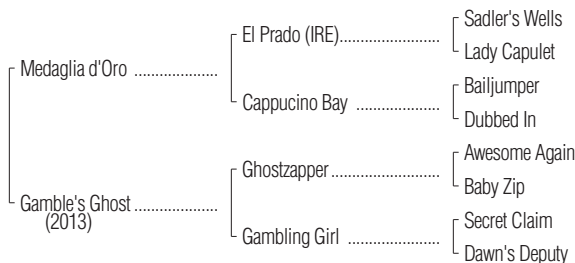 Sadler's Wells
El Prado (IRE)
Lady Capulet
Medaglia d'Oro
Bailjumper
Cappucino Bay
Dubbed In
Awesome Again
Ghostzapper
Baby Zip
Gamble's Ghost
(2013)
Secret Claim
Gambling Girl
Dawn's Deputy